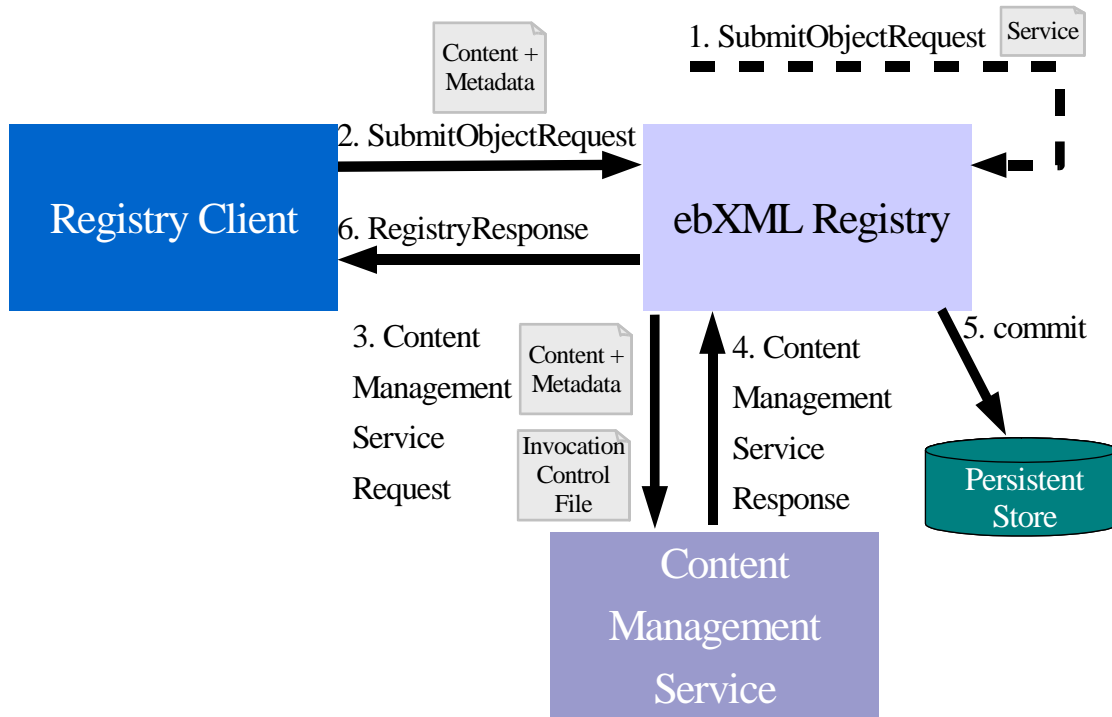 Content +
Metadata
1. SubmitObjectRequest
Service
2. SubmitObjectRequest
Registry Client
ebXML Registry
6. RegistryResponse
3. Content
Management
Service
Request
Content +
Metadata
Invocation
Control
File
4. Content
Management
Service
Response
5. commit
Persistent
Store
Content
Management
Service